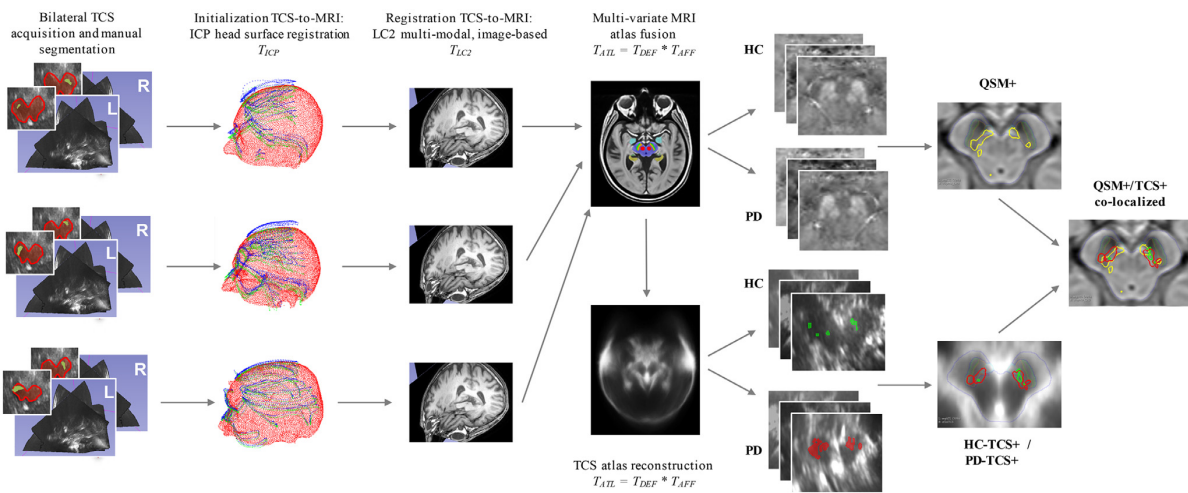 Bilateral TCS
acquisition and manual
segmentation
Initialization TCS-to-MRI:
ICP head surface registration
T_ICP
Registration TCS-to-MRI:
LC2 multi-modal, image-based
T_LC2
Multi-variate MRI
atlas fusion
T_ATL = T_DEF * T_AFF
HC
PD
QSM+
QSM+/TCS+
co-localized
R
L
R
L
R
L
HC
PD
HC-TCS+ /
PD-TCS+
TCS atlas reconstruction
T_ATL = T_DEF * T_AFF